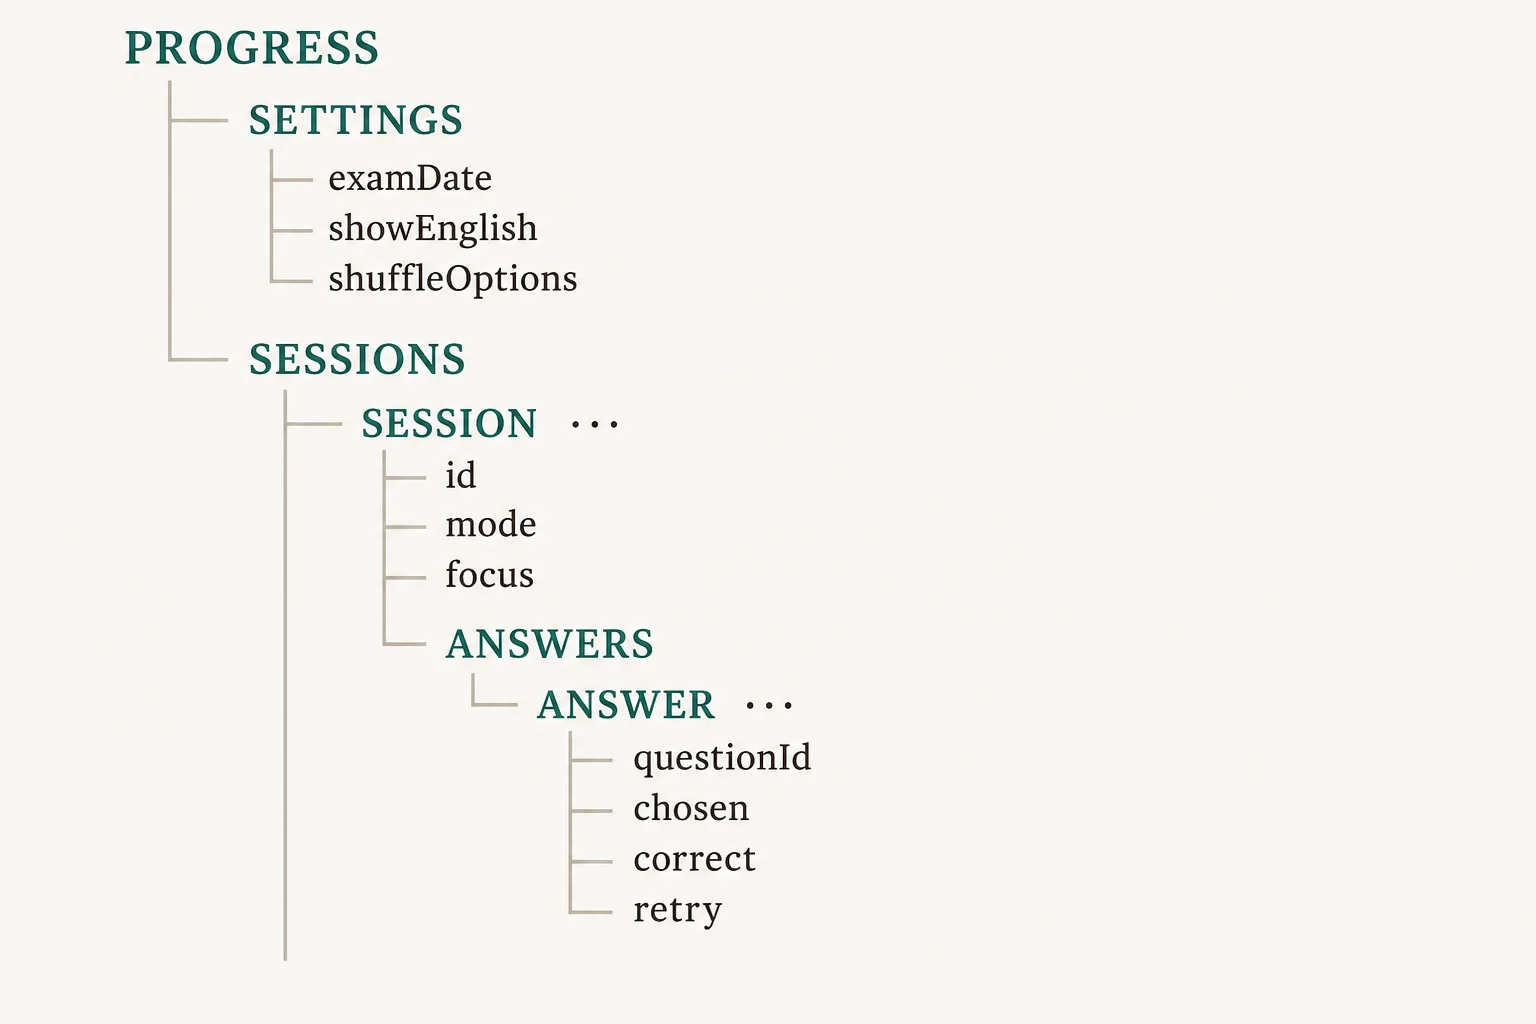 PROGRESS
SETTINGS
examDate
showEnglish
shuffleOptions
SESSIONS
SESSION ...
id
mode
focus
ANSWERS
ANSWER ...
questionId
chosen
correct
retry